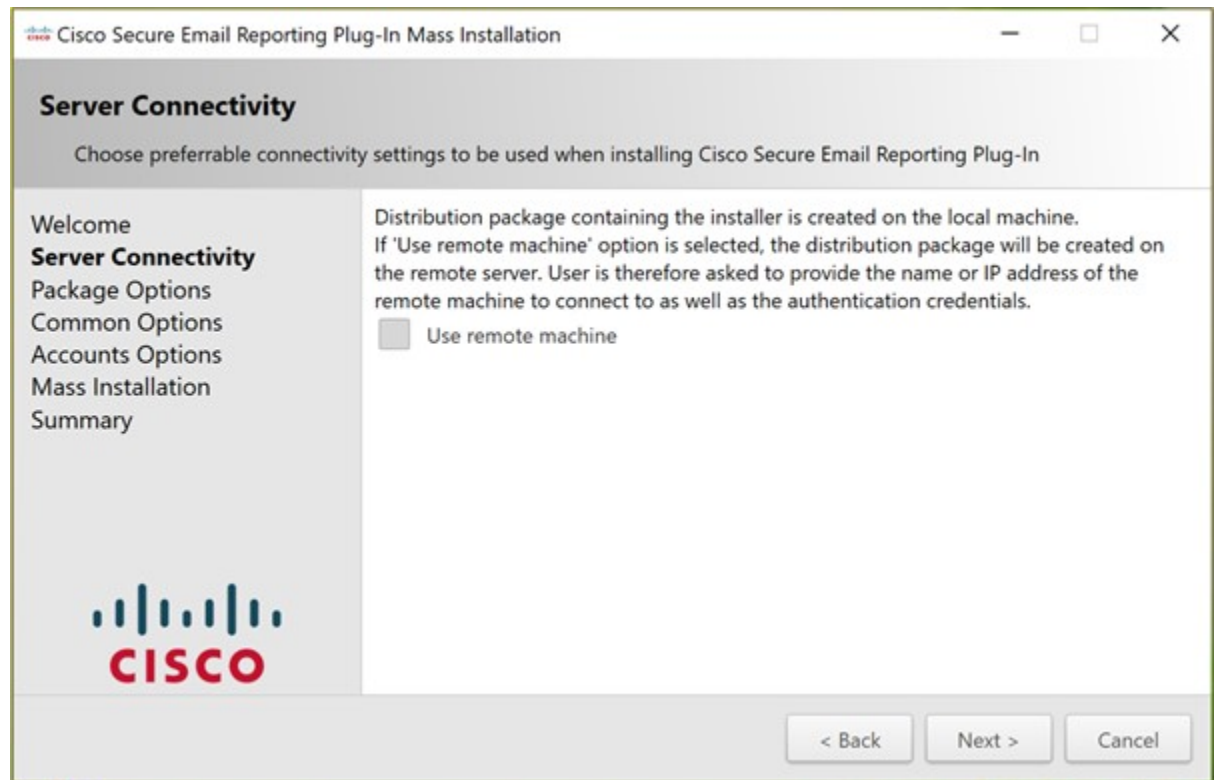 CISCO Cisco Secure Email Reporting Plug-In Mass Installation
Server Connectivity
Choose preferrable connectivity settings to be used when installing Cisco Secure Email Reporting Plug-In
Welcome
Server Connectivity
Package Options
Common Options
Accounts Options
Mass Installation
Summary
Distribution package containing the installer is created on the local machine.
If 'Use remote machine' option is selected, the distribution package will be created on
the remote server. User is therefore asked to provide the name or IP address of the
remote machine to connect to as well as the authentication credentials.
Use remote machine
CISCO
< Back Next > Cancel